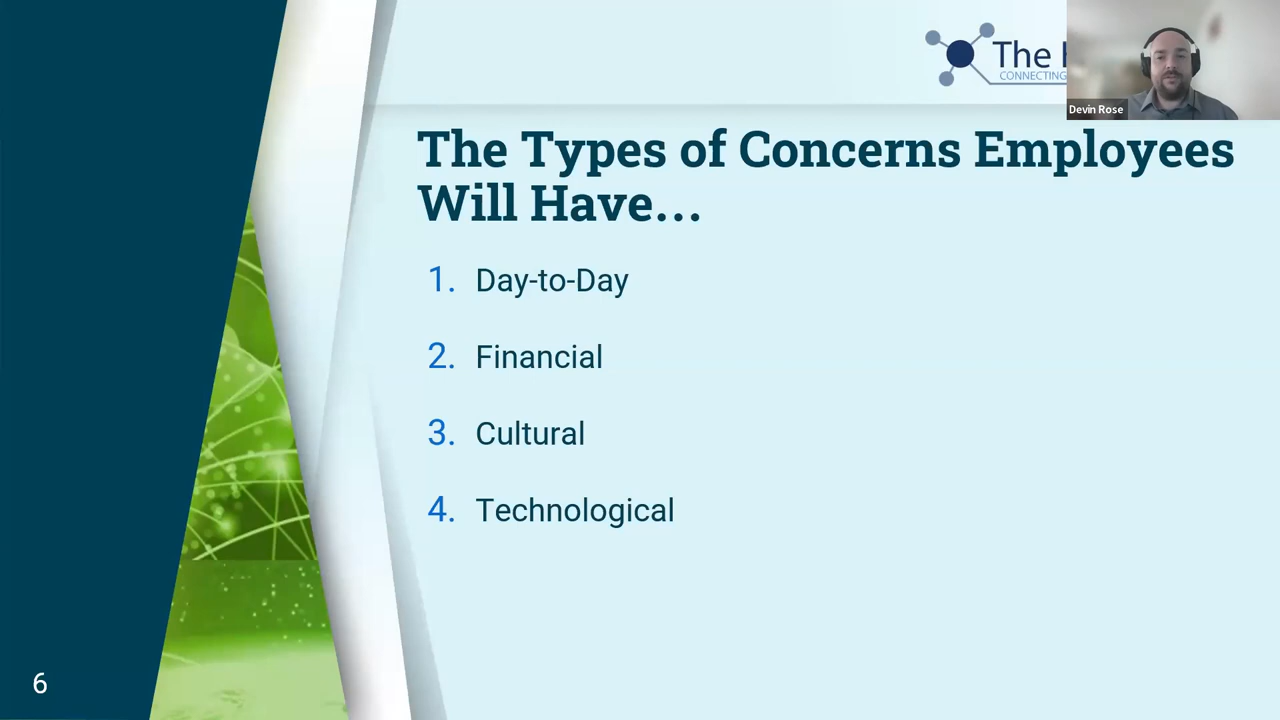 The
CONNECTING
Devin Rose
The Types of Concerns Employees
Will Have...
1. Day-to-Day
2. Financial
3. Cultural
4. Technological
6